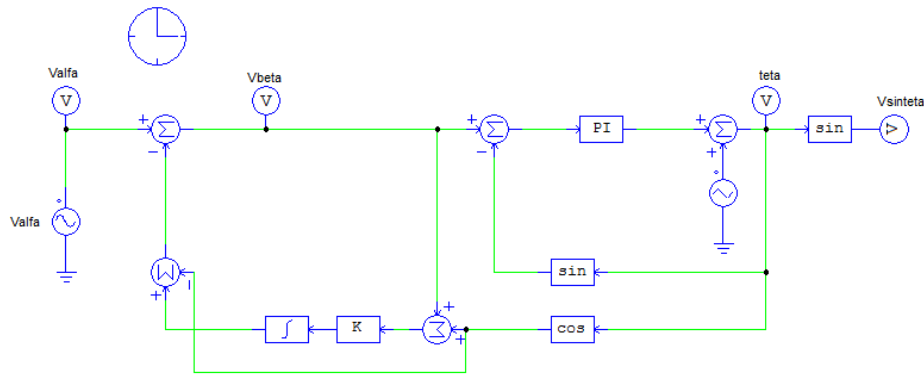 Valfa
V
Vbeta
V
teta
V
Vsinteta
V
+
Σ
−
+
Σ
−
PI
+
Σ
+
sin
Valfa
Σ
−
+
sin
∫
K
+
Σ
+
cos